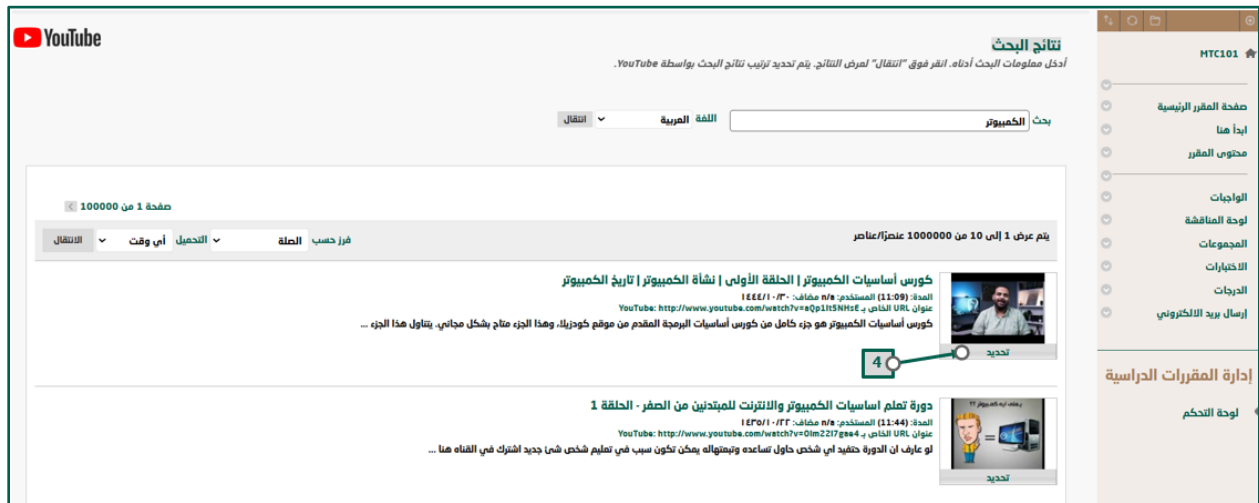 YouTube
نتائج البحث
أدخل معلومات البحث أدناه. انقر فوق "انتقال" لعرض النتائج. يتم تحديد ترتيب نتائج البحث بواسطة YouTube.
بحث الكمبيوتر اللغة العربية انتقال
صفحة 1 من 100000
يتم عرض 1 إلى 10 من 1000000 عنصرًا/عناصر فرز حسب الصلة التحميل أي وقت الانتقال
كورس أساسيات الكمبيوتر | الحلقة الأولى | نشأة الكمبيوتر | تاريخ الكمبيوتر
المدة: (11:09) المستخدم: n/a مضاف: ١٤٤٤/١٠/٣٠
عنوان URL الخاص بـ YouTube: http://www.youtube.com/watch?v=aQp1It5NHsE
كورس أساسيات الكمبيوتر هو جزء كامل من كورس أساسيات البرمجة المقدم من موقع كودزيلا، وهذا الجزء متاح بشكل مجاني. يتناول هذا الجزء ...
تحديد
4
دورة تعلم اساسيات الكمبيوتر والانترنت للمبتدئين من الصفر - الحلقة 1
المدة: (11:44) المستخدم: n/a مضاف: ١٤٣٥/١٠/٢٢
عنوان URL الخاص بـ YouTube: http://www.youtube.com/watch?v=0Im22I7gae4
لو عارف ان الدورة حتفيد اي شخص حاول تساعده وتبعتهاله يمكن تكون سبب في تعليم شخص شئ جديد اشترك في القناه هنا ...
يعني ايه كمبيوتر ؟؟
تحديد
MTC101
صفحة المقرر الرئيسية
ابدأ هنا
محتوى المقرر
الواجبات
لوحة المناقشة
المجموعات
الاختبارات
الدرجات
إرسال بريد الالكتروني
إدارة المقررات الدراسية
لوحة التحكم